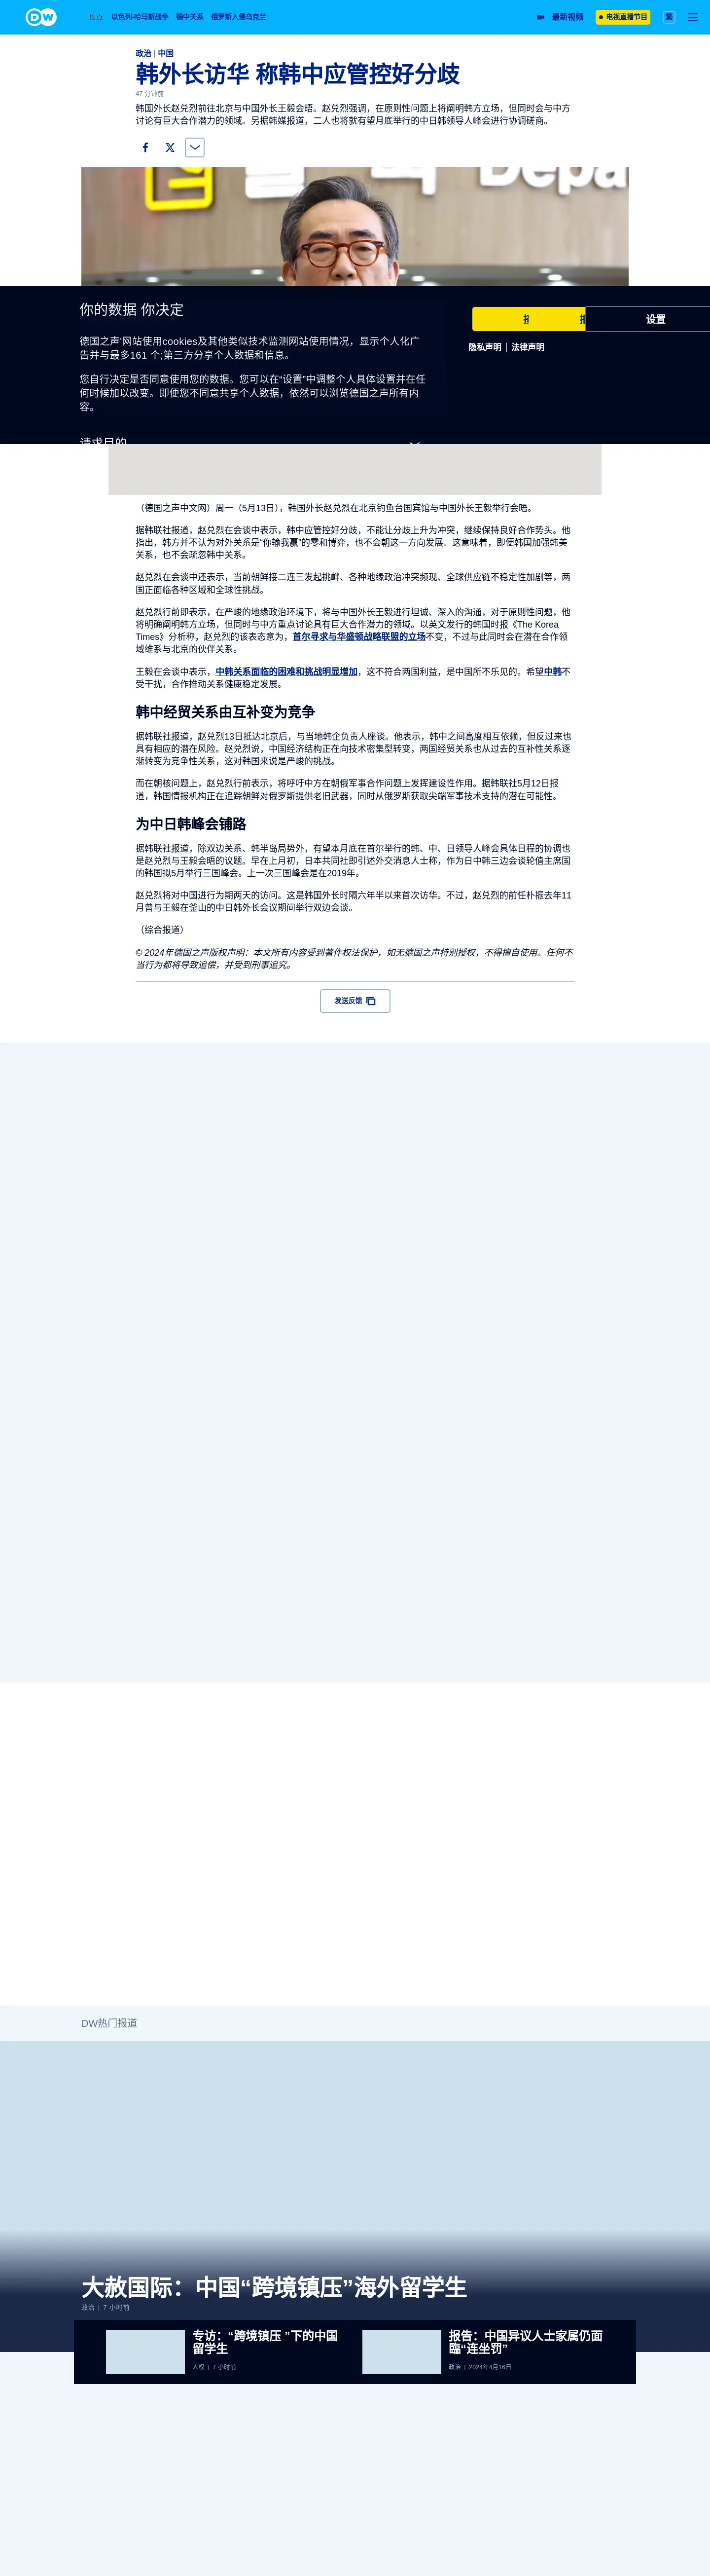 DW
焦点 以色列-哈马斯战争 德中关系 俄罗斯入侵乌克兰 最新视频 电视直播节目 繁
政治 | 中国
韩外长访华 称韩中应管控好分歧
47 分钟前
韩国外长赵兑烈前往北京与中国外长王毅会晤。赵兑烈强调，在原则性问题上将阐明韩方立场，但同时会与中方
讨论有巨大合作潜力的领域。另据韩媒报道，二人也将就有望月底举行的中日韩领导人峰会进行协调磋商。
你的数据 你决定
设置
隐私声明 | 法律声明
德国之声'网站使用cookies及其他类似技术监测网站使用情况，显示个人化广
告并与最多161 个;第三方分享个人数据和信息。
您自行决定是否同意使用您的数据。您可以在“设置”中调整个人具体设置并在任
何时候加以改变。即便您不同意共享个人数据，依然可以浏览德国之声所有内
容。
请求目的
（德国之声中文网）周一（5月13日），韩国外长赵兑烈在北京钓鱼台国宾馆与中国外长王毅举行会晤。
据韩联社报道，赵兑烈在会谈中表示，韩中应管控好分歧，不能让分歧上升为冲突，继续保持良好合作势头。他
指出，韩方并不认为对外关系是“你输我赢”的零和博弈，也不会朝这一方向发展。这意味着，即便韩国加强韩美
关系，也不会疏忽韩中关系。
赵兑烈在会谈中还表示，当前朝鲜接二连三发起挑衅、各种地缘政治冲突频现、全球供应链不稳定性加剧等，两
国正面临各种区域和全球性挑战。
赵兑烈行前即表示，在严峻的地缘政治环境下，将与中国外长王毅进行坦诚、深入的沟通，对于原则性问题，他
将明确阐明韩方立场，但同时与中方重点讨论具有巨大合作潜力的领域。以英文发行的韩国时报《The Korea
Times》分析称，赵兑烈的该表态意为，首尔寻求与华盛顿战略联盟的立场不变，不过与此同时会在潜在合作领
域维系与北京的伙伴关系。
王毅在会谈中表示，中韩关系面临的困难和挑战明显增加，这不符合两国利益，是中国所不乐见的。希望中韩不
受干扰，合作推动关系健康稳定发展。
韩中经贸关系由互补变为竞争
据韩联社报道，赵兑烈13日抵达北京后，与当地韩企负责人座谈。他表示，韩中之间高度相互依赖，但反过来也
具有相应的潜在风险。赵兑烈说，中国经济结构正在向技术密集型转变，两国经贸关系也从过去的互补性关系逐
渐转变为竞争性关系，这对韩国来说是严峻的挑战。
而在朝核问题上，赵兑烈行前表示，将呼吁中方在朝俄军事合作问题上发挥建设性作用。据韩联社5月12日报
道，韩国情报机构正在追踪朝鲜对俄罗斯提供老旧武器，同时从俄罗斯获取尖端军事技术支持的潜在可能性。
为中日韩峰会铺路
据韩联社报道，除双边关系、韩半岛局势外，有望本月底在首尔举行的韩、中、日领导人峰会具体日程的协调也
是赵兑烈与王毅会晤的议题。早在上月初，日本共同社即引述外交消息人士称，作为日中韩三边会谈轮值主席国
的韩国拟5月举行三国峰会。上一次三国峰会是在2019年。
赵兑烈将对中国进行为期两天的访问。这是韩国外长时隔六年半以来首次访华。不过，赵兑烈的前任朴振去年11
月曾与王毅在釜山的中日韩外长会议期间举行双边会谈。
（综合报道）
© 2024年德国之声版权声明：本文所有内容受到著作权法保护，如无德国之声特别授权，不得擅自使用。任何不
当行为都将导致追偿，并受到刑事追究。
发送反馈
DW热门报道
大赦国际：中国“跨境镇压”海外留学生
政治 | 7 小时前
专访：“跨境镇压 ”下的中国
留学生
人权 | 7 小时前
报告：中国异议人士家属仍面
临“连坐罚”
政治 | 2024年4月16日